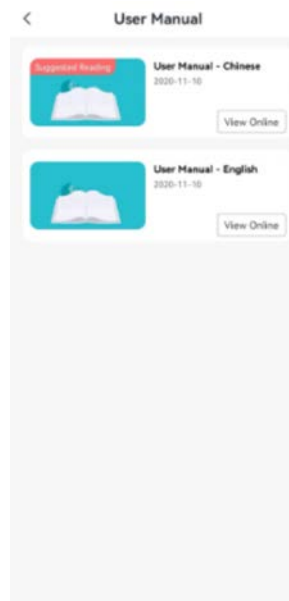 User Manual
Suggested Reading
User Manual - Chinese
2020-11-10
View Online
User Manual - English
2020-11-10
View Online